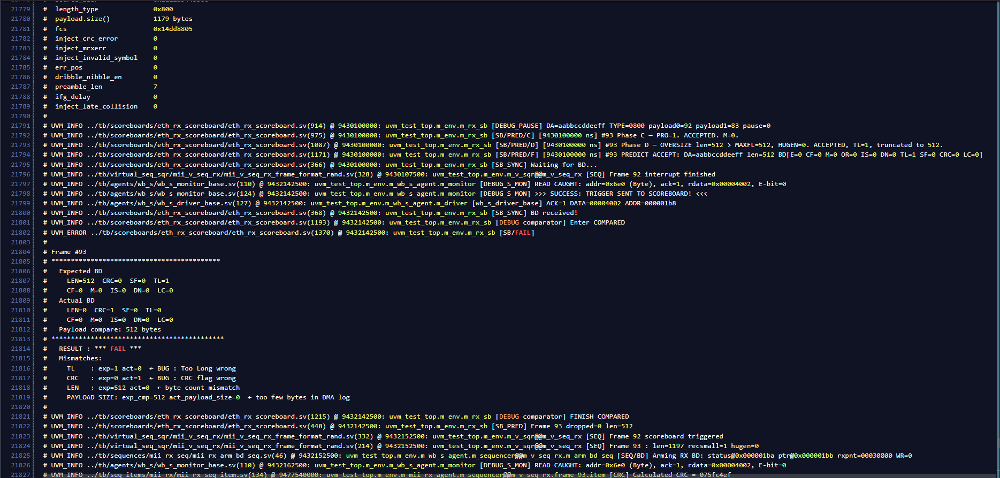 21779 # length_type 0x800
21780 # payload.size() 1179 bytes
21781 # fcs 0x14dd8805
21782 # inject_crc_error 0
21783 # inject_mrxerr 0
21784 # inject_invalid_symbol 0
21785 # err_pos 0
21786 # dribble_nibble_en 0
21787 # preamble_len 7
21788 # ifg_delay 0
21789 # inject_late_collision 0
21790 #
21791 # UVM_INFO ../tb/scoreboards/eth_rx_scoreboard/eth_rx_scoreboard.sv(914) @ 9430100000: uvm_test_top.m_env.m_rx_sb [DEBUG_PAUSE] DA=aabbccddeeff TYPE=0800 payload0=92 payload1=83 pause=0
21792 # UVM_INFO ../tb/scoreboards/eth_rx_scoreboard/eth_rx_scoreboard.sv(975) @ 9430100000: uvm_test_top.m_env.m_rx_sb [SB/PRED/C] [9430100000 ns] #93 Phase C – PRO=1. ACCEPTED. M=0.
21793 # UVM_INFO ../tb/scoreboards/eth_rx_scoreboard/eth_rx_scoreboard.sv(1087) @ 9430100000: uvm_test_top.m_env.m_rx_sb [SB/PRED/D] [9430100000 ns] #93 Phase D – OVERSIZE len=512 > MAXFL=512, HUGEN=0. ACCEPTED, TL=1, truncated to 512.
21794 # UVM_INFO ../tb/scoreboards/eth_rx_scoreboard/eth_rx_scoreboard.sv(1171) @ 9430100000: uvm_test_top.m_env.m_rx_sb [SB/PRED/F] [9430100000 ns] #93 PREDICT ACCEPT: DA=aabbccddeeff len=512 BD[E=0 CF=0 M=0 OR=0 IS=0 DN=0 TL=1 SF=0 CRC=0 LC=0]
21795 # UVM_INFO ../tb/scoreboards/eth_rx_scoreboard/eth_rx_scoreboard.sv(366) @ 9430100000: uvm_test_top.m_env.m_rx_sb [SB_SYNC] Waiting for BD...
21796 # UVM_INFO ../tb/virtual_seq_sqr/mii_v_seq_rx/mii_v_seq_rx_frame_format_rand.sv(328) @ 9430107500: uvm_test_top.m_env.m_v_sqr@@m_v_seq_rx [SEQ] Frame 92 interrupt finished
21797 # UVM_INFO ../tb/agents/wb_s/wb_s_monitor_base.sv(110) @ 9432142500: uvm_test_top.m_env.m_wb_s_agent.m_monitor [DEBUG_S_MON] READ CAUGHT: addr=0x6e0 (Byte), ack=1, rdata=0x00004002, E-bit=0
21798 # UVM_INFO ../tb/agents/wb_s/wb_s_monitor_base.sv(124) @ 9432142500: uvm_test_top.m_env.m_wb_s_agent.m_monitor [DEBUG_S_MON] >>> SUCCESS: TRIGGER SENT TO SCOREBOARD! <<<
21799 # UVM_INFO ../tb/agents/wb_s/wb_s_driver_base.sv(127) @ 9432142500: uvm_test_top.m_env.m_wb_s_agent.m_driver [wb_s_driver_base] ACK=1 DATA=00004002 ADDR=000001b8
21800 # UVM_INFO ../tb/scoreboards/eth_rx_scoreboard/eth_rx_scoreboard.sv(368) @ 9432142500: uvm_test_top.m_env.m_rx_sb [SB_SYNC] BD received!
21801 # UVM_INFO ../tb/scoreboards/eth_rx_scoreboard/eth_rx_scoreboard.sv(1193) @ 9432142500: uvm_test_top.m_env.m_rx_sb [DEBUG comparator] Enter COMPARED
21802 # UVM_ERROR ../tb/scoreboards/eth_rx_scoreboard/eth_rx_scoreboard.sv(1370) @ 9432142500: uvm_test_top.m_env.m_rx_sb [SB/FAIL]
21803 #
21804 # Frame #93
21805 # *******************************************
21806 # Expected BD
21807 # LEN=512 CRC=0 SF=0 TL=1
21808 # CF=0 M=0 IS=0 DN=0 LC=0
21809 # Actual BD
21810 # LEN=0 CRC=1 SF=0 TL=0
21811 # CF=0 M=0 IS=0 DN=0 LC=0
21812 # Payload compare: 512 bytes
21813 # ********************************************
21814 # RESULT : *** FAIL ***
21815 # Mismatches:
21816 # TL : exp=1 act=0 ← BUG : Too Long wrong
21817 # CRC : exp=0 act=1 ← BUG : CRC flag wrong
21818 # LEN : exp=512 act=0 ← byte count mismatch
21819 # PAYLOAD SIZE: exp_cmp=512 act_payload_size=0 ← too few bytes in DMA log
21820 #
21821 # UVM_INFO ../tb/scoreboards/eth_rx_scoreboard/eth_rx_scoreboard.sv(1215) @ 9432142500: uvm_test_top.m_env.m_rx_sb [DEBUG comparator] FINISH COMPARED
21822 # UVM_INFO ../tb/scoreboards/eth_rx_scoreboard/eth_rx_scoreboard.sv(448) @ 9432142500: uvm_test_top.m_env.m_rx_sb [SB_PRED] Frame 93 dropped=0 len=512
21823 # UVM_INFO ../tb/virtual_seq_sqr/mii_v_seq_rx/mii_v_seq_rx_frame_format_rand.sv(332) @ 9432152500: uvm_test_top.m_env.m_v_sqr@@m_v_seq_rx [SEQ] Frame 92 scoreboard triggered
21824 # UVM_INFO ../tb/virtual_seq_sqr/mii_v_seq_rx/mii_v_seq_rx_frame_format_rand.sv(214) @ 9432152500: uvm_test_top.m_env.m_v_sqr@@m_v_seq_rx [SEQ] Frame 93 : len=1197 recsmall=1 hugen=0
21825 # UVM_INFO ../tb/sequences/mii_rx_seq/mii_rx_arm_bd_seq.sv(46) @ 9432152500: uvm_test_top.m_env.m_wb_s_agent.m_sequencer@@m_v_seq_rx.m_arm_bd_seq [SEQ/BD] Arming RX BD: status@0x000001ba ptr@0x000001bb rxpnt=00030800 WR=0
21826 # UVM_INFO ../tb/agents/wb_s/wb_s_monitor_base.sv(110) @ 9432162500: uvm_test_top.m_env.m_wb_s_agent.m_monitor [DEBUG_S_MON] READ CAUGHT: addr=0x6e0 (Byte), ack=1, rdata=0x00004002, E-bit=0
21827 # UVM_INFO ../tb/seq_items/mii_rx/mii_rx_seq_item.sv(134) @ 9477540000: uvm_test_top.m_env.mii_rx_agent.m_sequencer@@m_v_seq_rx.frame_93.item [CRC] Calculated CRC = 075fc4ef